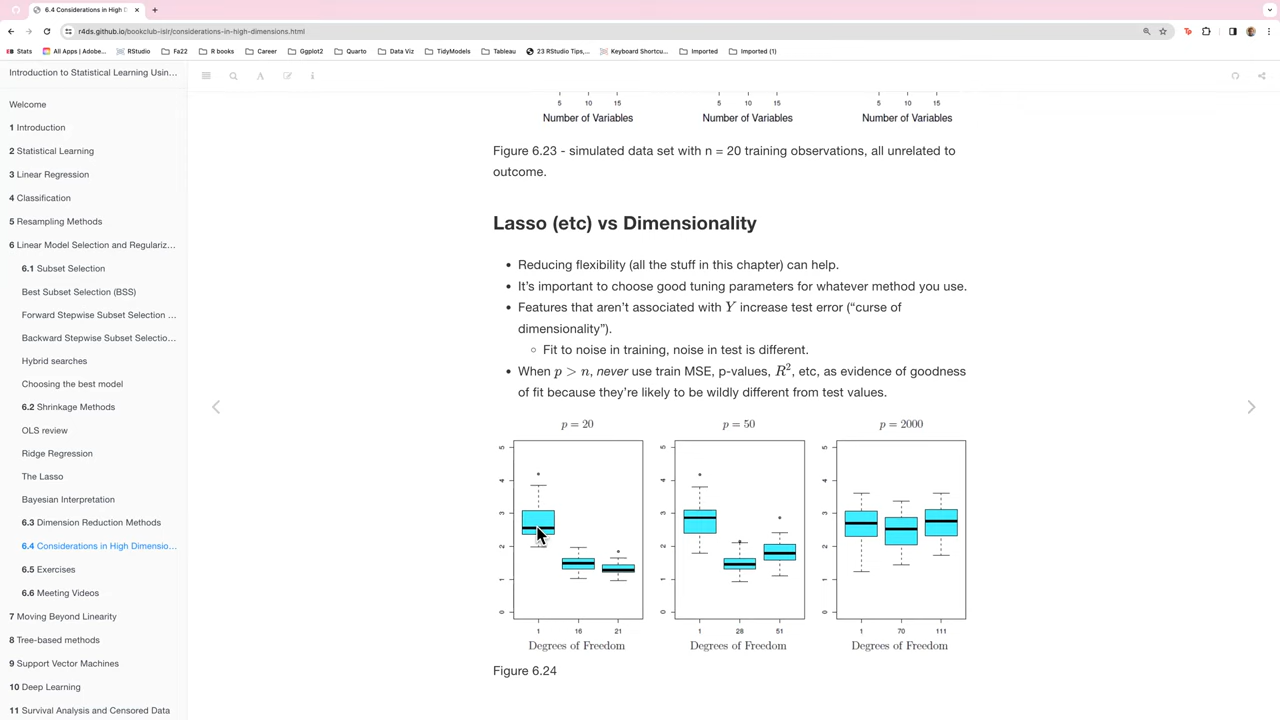 6.4 Considerations in High D
r4ds.github.io/bookclub-islr/considerations-in-high-dimensions.html
Stats
All Apps | Adobe...
RStudio
Fa22
R books
Career
Ggplot2
Quarto
Data Viz
TidyModels
Tableau
23 RStudio Tips,...
Keyboard Shortcu...
Imported
Imported (1)
Introduction to Statistical Learning Usin...
Welcome
1 Introduction
2 Statistical Learning
3 Linear Regression
4 Classification
5 Resampling Methods
6 Linear Model Selection and Regulariz...
6.1 Subset Selection
Best Subset Selection (BSS)
Forward Stepwise Subset Selection ...
Backward Stepwise Subset Selectio...
Hybrid searches
Choosing the best model
6.2 Shrinkage Methods
OLS review
Ridge Regression
The Lasso
Bayesian Interpretation
6.3 Dimension Reduction Methods
6.4 Considerations in High Dimensio...
6.5 Exercises
6.6 Meeting Videos
7 Moving Beyond Linearity
8 Tree-based methods
9 Support Vector Machines
10 Deep Learning
11 Survival Analysis and Censored Data
5 10 15 5 10 15 5 10 15
Number of Variables Number of Variables Number of Variables
Figure 6.23 - simulated data set with n = 20 training observations, all unrelated to
outcome.
Lasso (etc) vs Dimensionality
• Reducing flexibility (all the stuff in this chapter) can help.
• It's important to choose good tuning parameters for whatever method you use.
• Features that aren't associated with Y increase test error (“curse of
dimensionality”).
○ Fit to noise in training, noise in test is different.
• When p > n, never use train MSE, p-values, R², etc, as evidence of goodness
of fit because they're likely to be wildly different from test values.
p = 20 p = 50 p = 2000
5 5 5
4 4 4
3 3 3
2 2 2
1 1 1
0 0 0
1 16 21 1 28 51 1 70 111
Degrees of Freedom Degrees of Freedom Degrees of Freedom
Figure 6.24